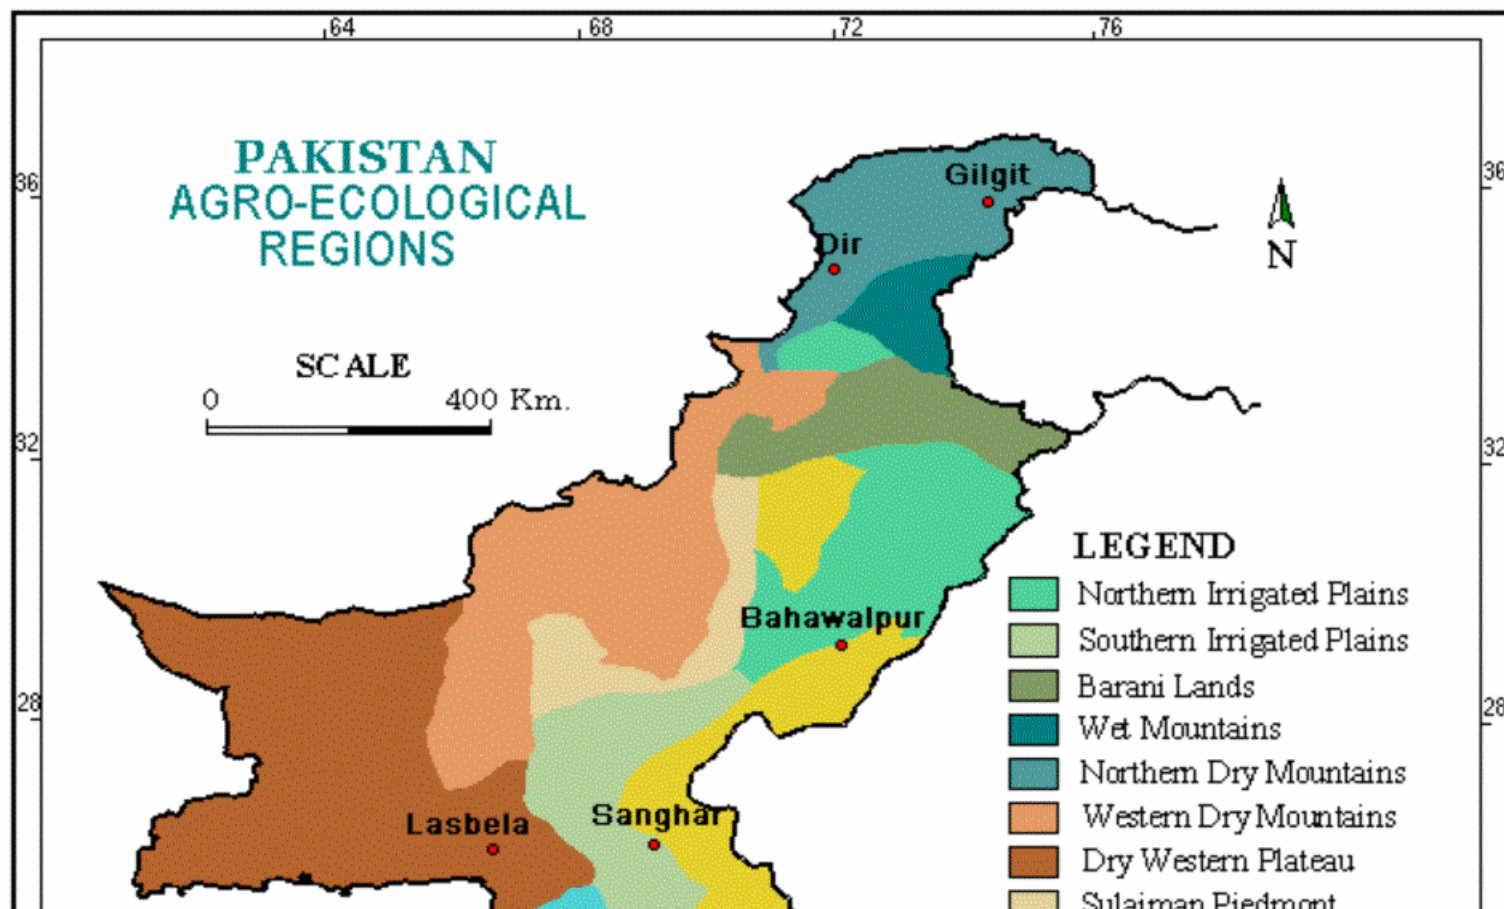 64 68 72 76
PAKISTAN
AGRO-ECOLOGICAL
REGIONS
36 36
Gilgit
Dir
N
SCALE
0 400 Km.
32 32
LEGEND
Northern Irrigated Plains
Bahawalpur
Southern Irrigated Plains
Barani Lands
28 28
Wet Mountains
Northern Dry Mountains
Sanghar
Western Dry Mountains
Lasbela
Dry Western Plateau
Sulaiman Piedmont